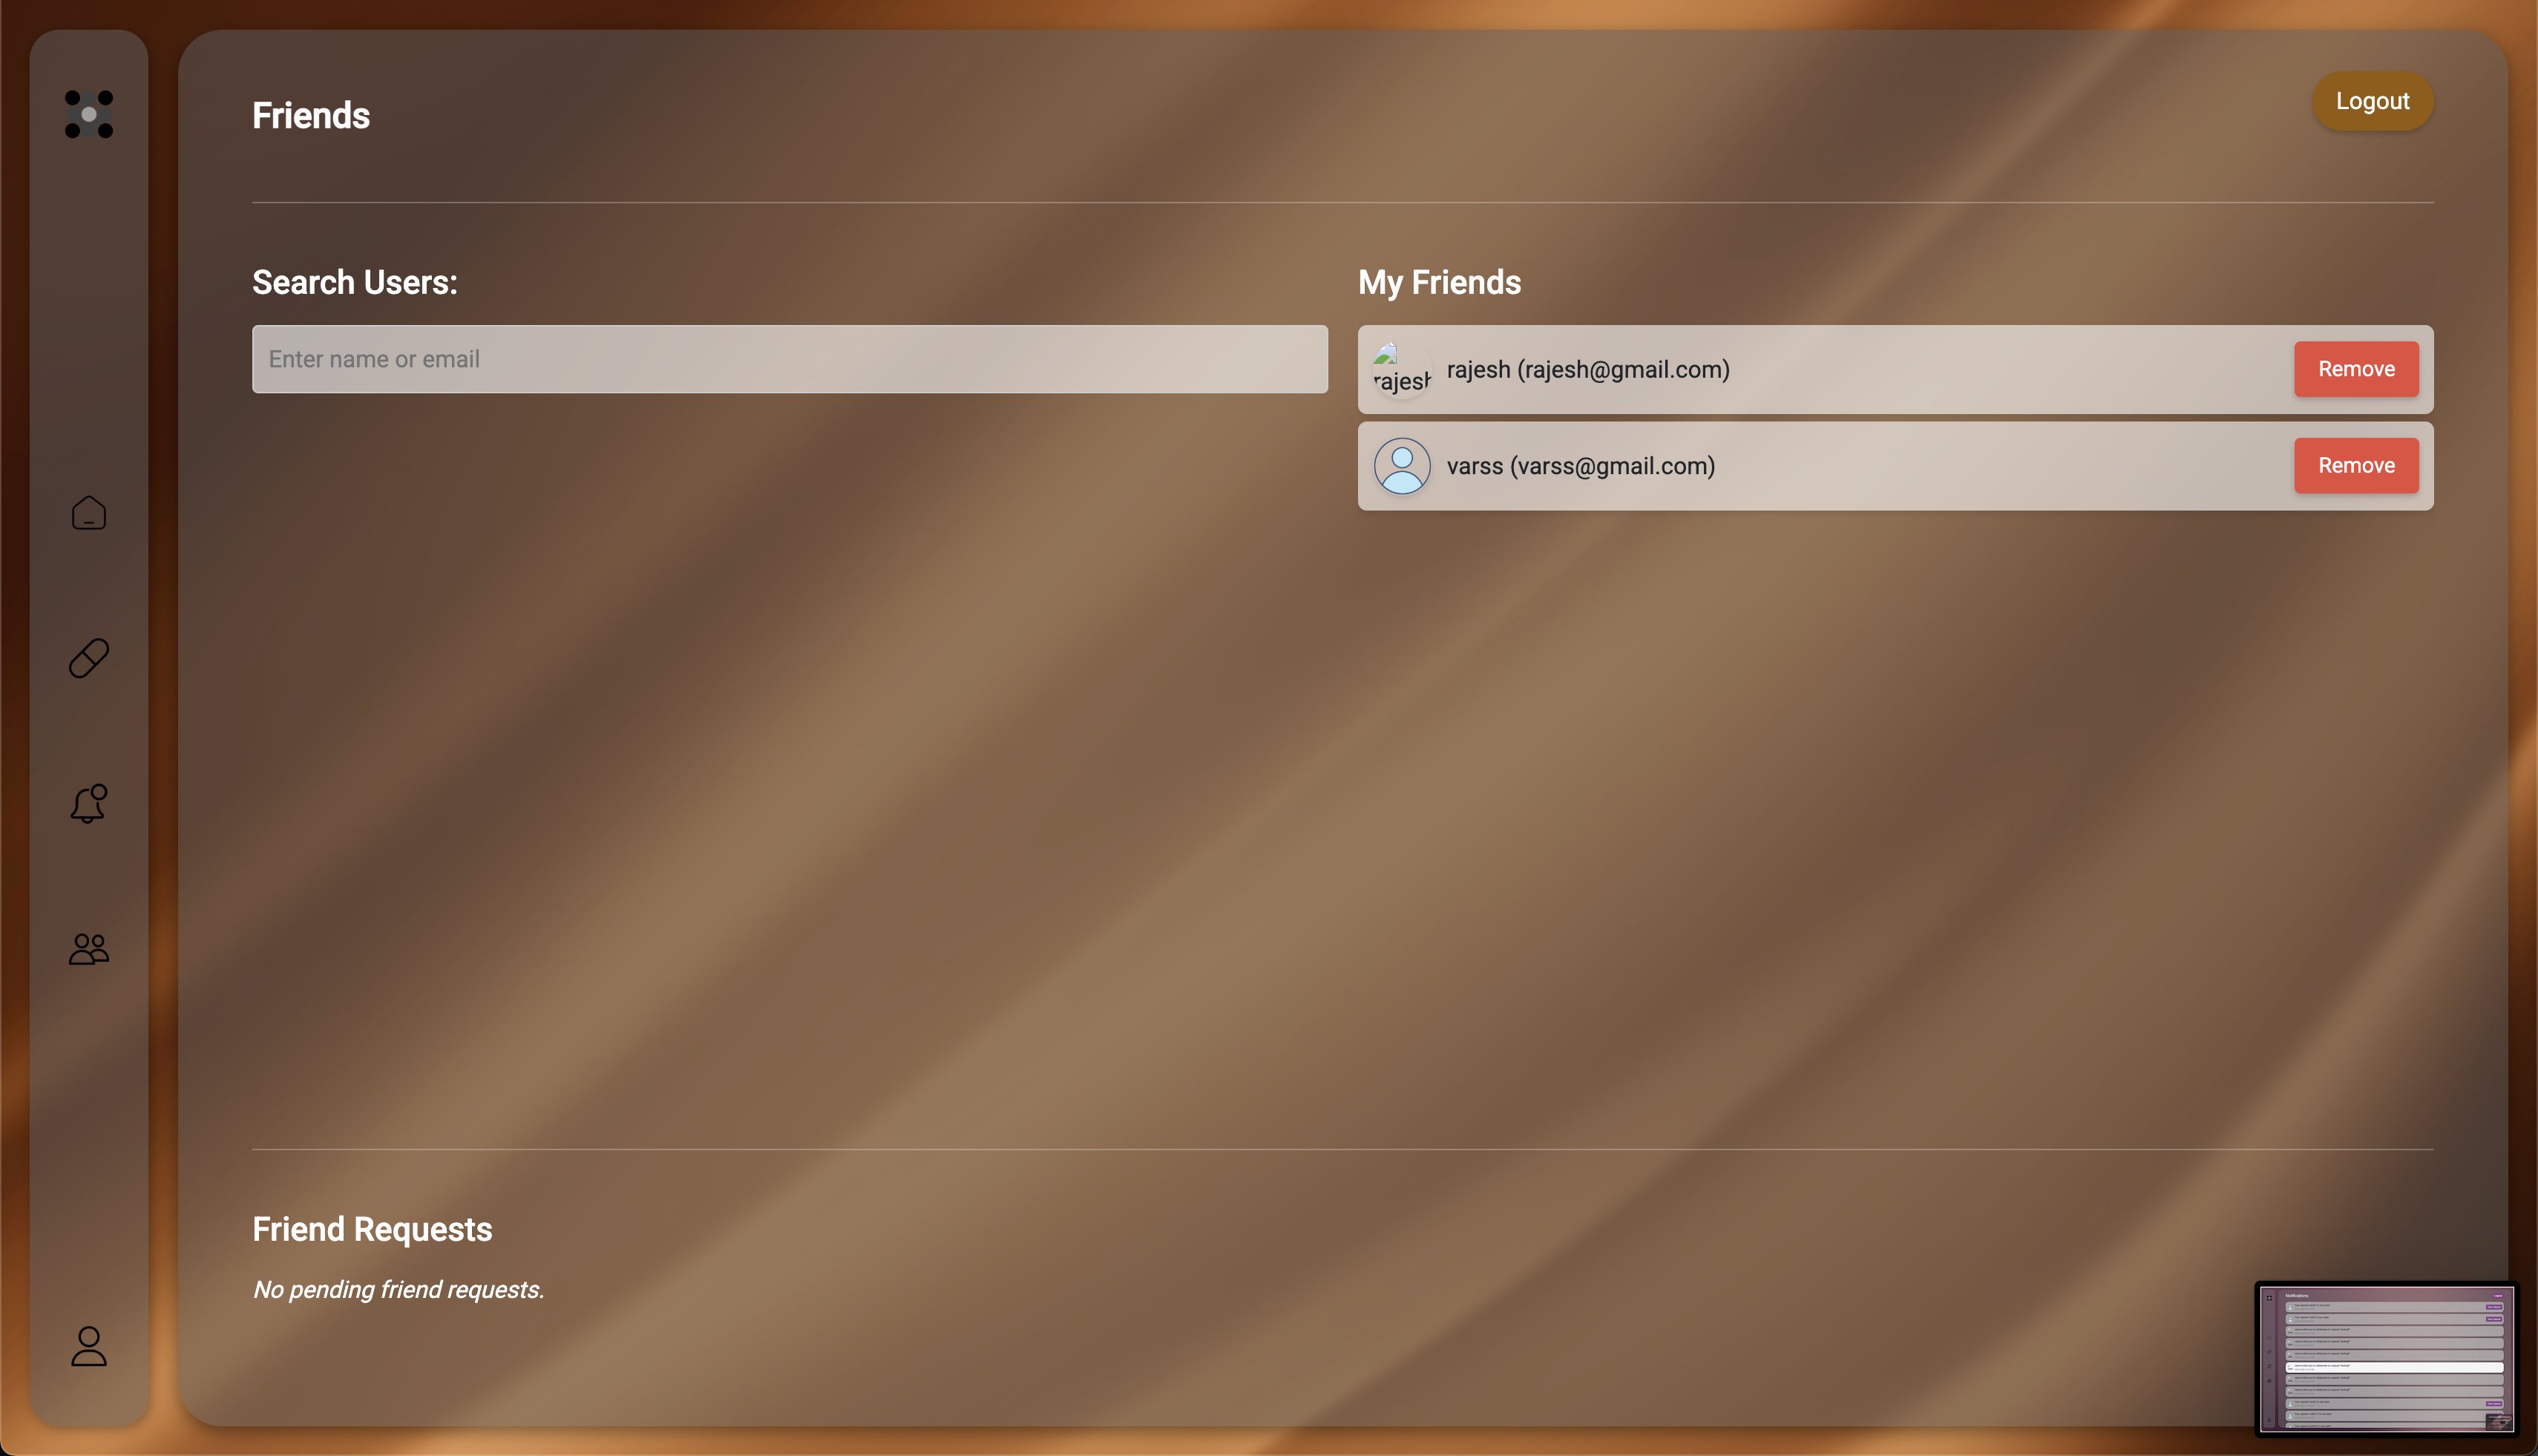 Friends
Logout
Search Users:
My Friends
Enter name or email
rajesh
rajesh (rajesh@gmail.com)
Remove
varss (varss@gmail.com)
Remove
Friend Requests
No pending friend requests.
Notifications